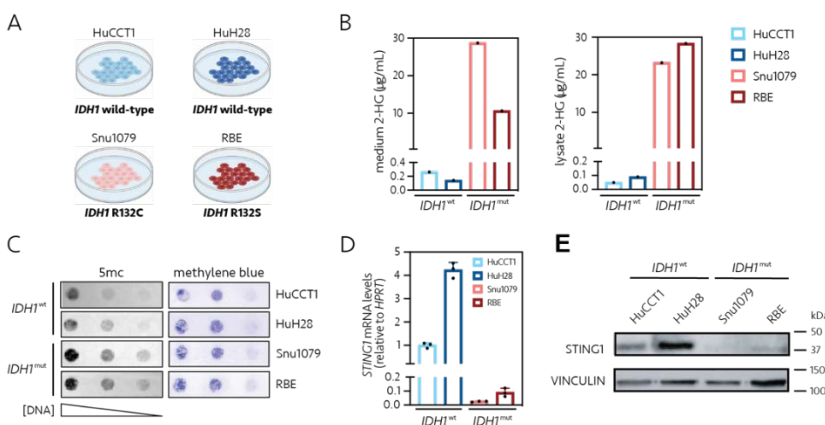 A
HuCCT1
HuH28
IDH1 wild-type
IDH1 wild-type
Snu1079
RBE
IDH1 R132C
IDH1 R132S
B
medium 2-HG (µg/mL)
30
20
10
0.4
0.2
0.0
IDH1wt
IDH1mut
lysate 2-HG (µg/mL)
30
20
10
0.2
0.1
0.0
IDH1wt
IDH1mut
HuCCT1
HuH28
Snu1079
RBE
C
5mc
methylene blue
IDH1wt
IDH1mut
HuCCT1
HuH28
Snu1079
RBE
[DNA]
D
STING1 mRNA levels
(relative to HPRT)
5
4
3
2
1
0.2
0.1
0.0
HuCCT1
HuH28
Snu1079
RBE
IDH1wt
IDH1mut
E
IDH1wt
IDH1mut
HuCCT1
HuH28
Snu1079
RBE
kDa
STING1
50
37
VINCULIN
150
100